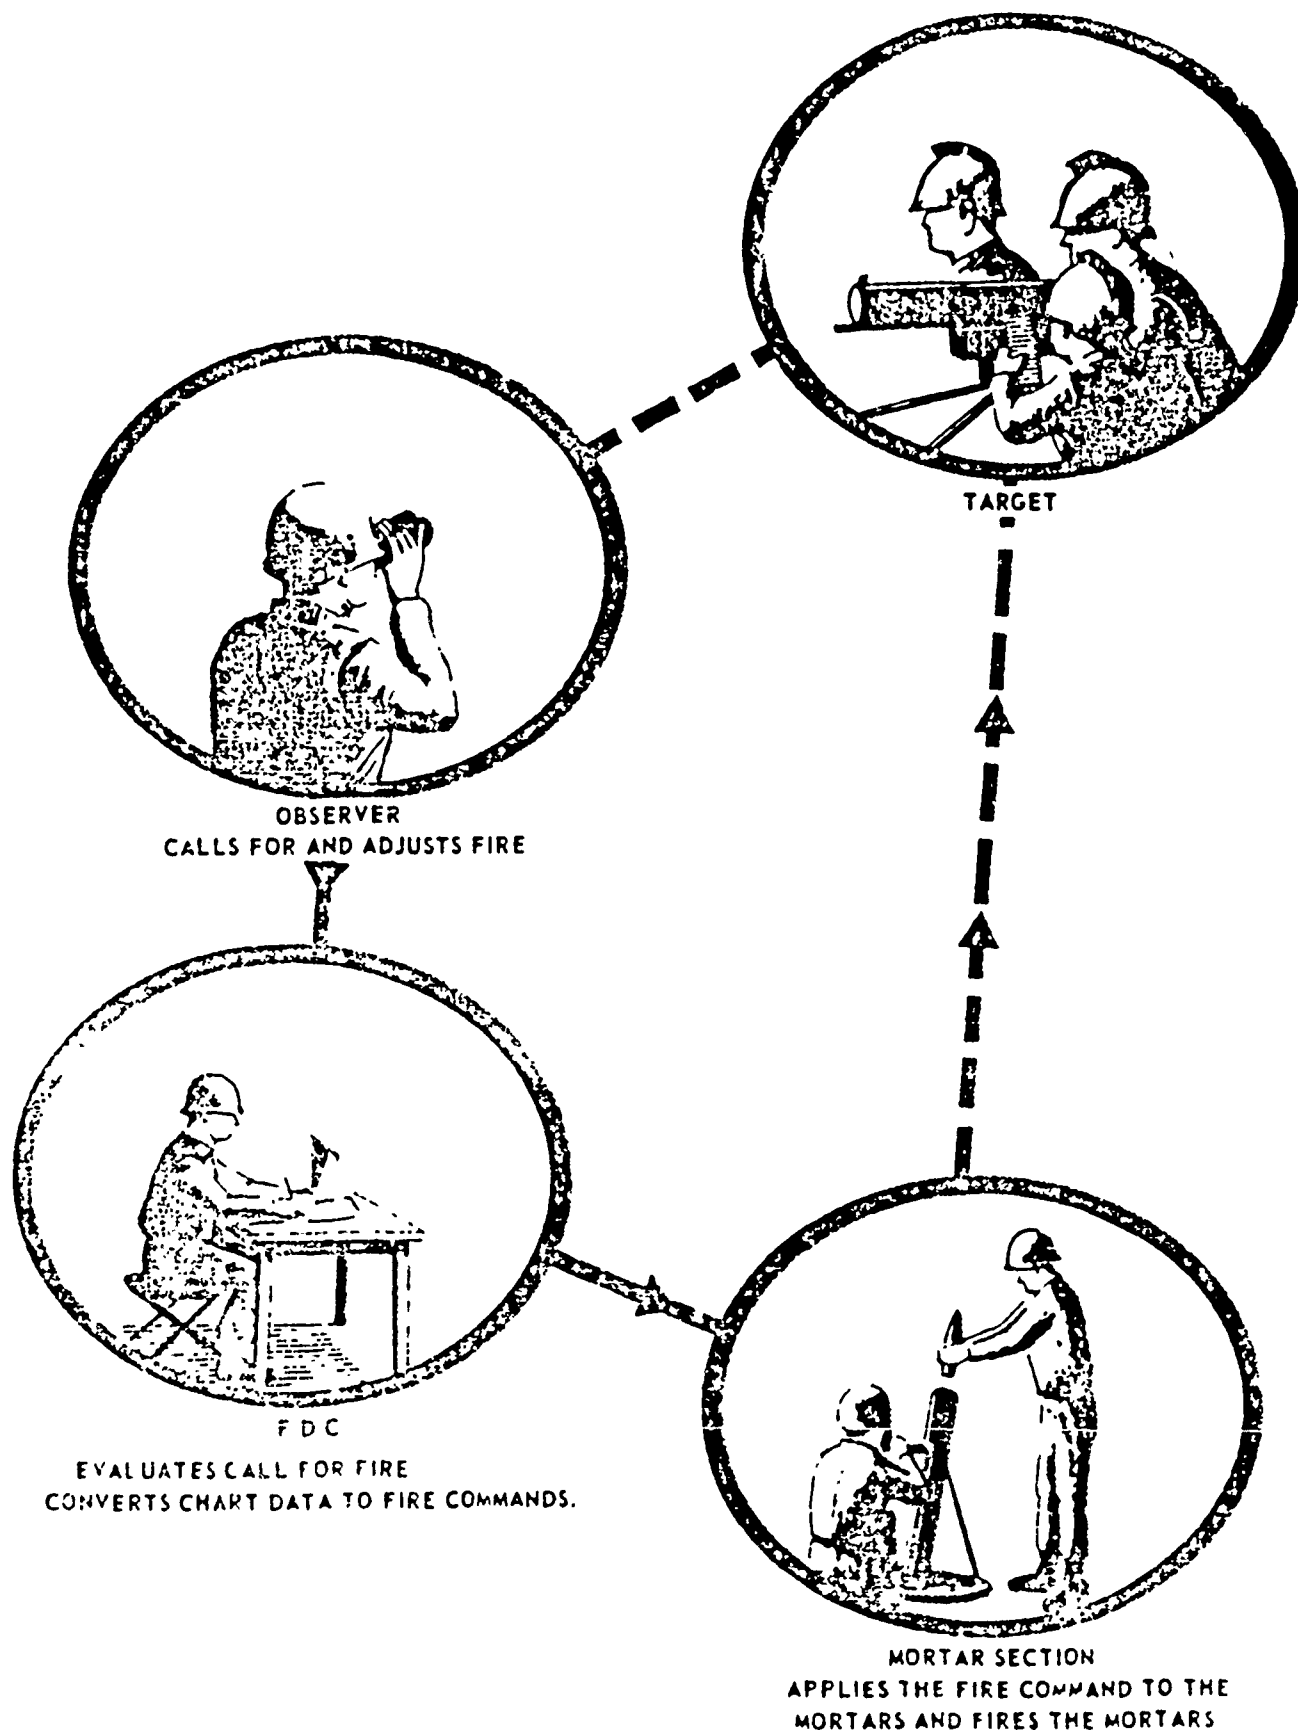 TARGET
OBSERVER
CALLS FOR AND ADJUSTS FIRE
FDC
EVALUATES CALL FOR FIRE
CONVERTS CHART DATA TO FIRE COMMANDS.
MORTAR SECTION
APPLIES THE FIRE COMMAND TO THE
MORTARS AND FIRES THE MORTARS